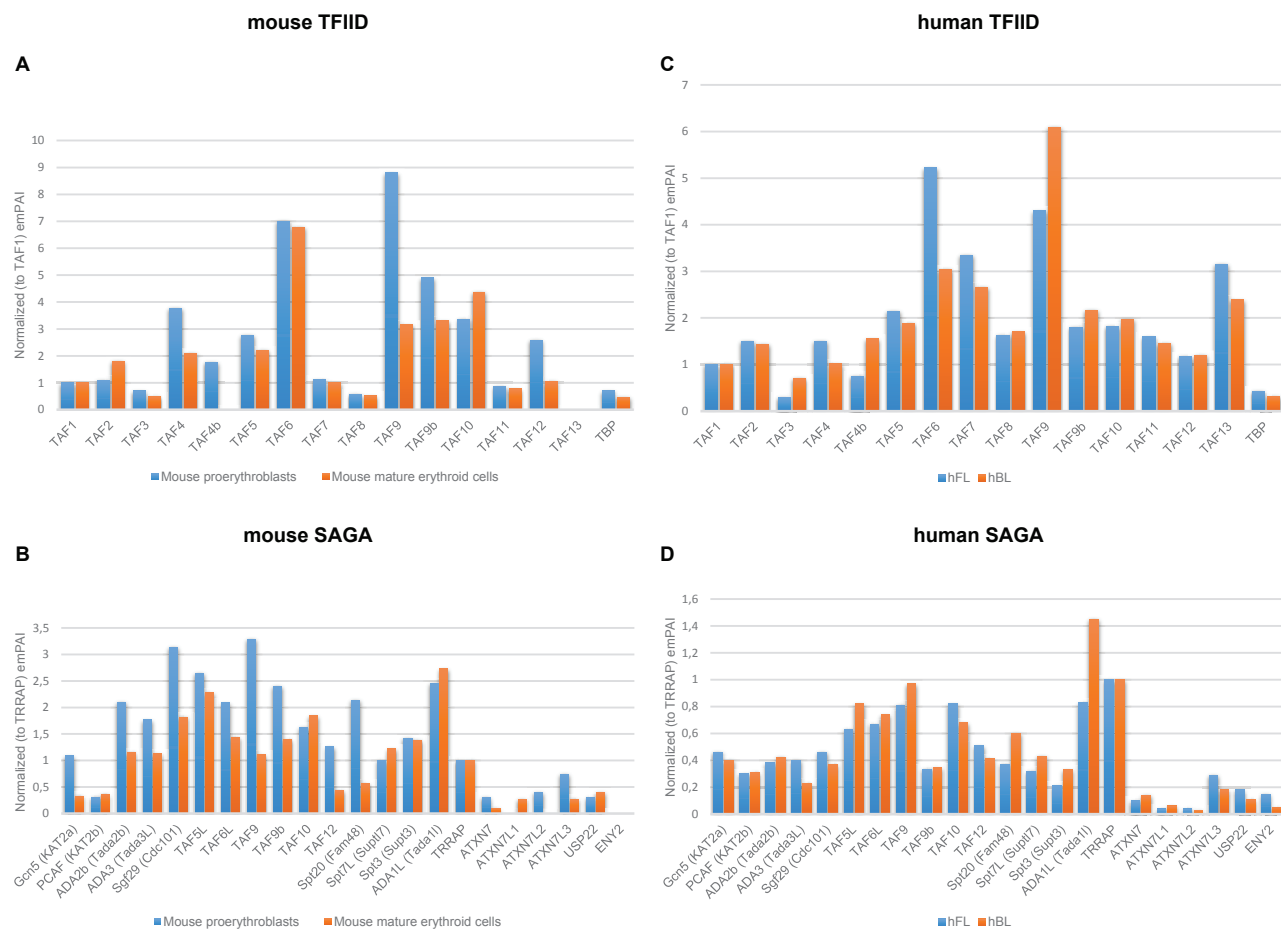 mouse TFIID
A
Normalized (to TAF1) emPAI
10
9
8
7
6
5
4
3
2
1
0
TAF1
TAF2
TAF3
TAF4
TAF4b
TAF5
TAF6
TAF7
TAF8
TAF9
TAF9b
TAF10
TAF11
TAF12
TAF13
TBP
Mouse proerythroblasts
Mouse mature erythroid cells
human TFIID
C
Normalized (to TAF1) emPAI
7
6
5
4
3
2
1
0
TAF1
TAF2
TAF3
TAF4
TAF4b
TAF5
TAF6
TAF7
TAF8
TAF9
TAF9b
TAF10
TAF11
TAF12
TAF13
TBP
hFL
hBL
mouse SAGA
B
Normalized (to TRRAP) emPAI
3,5
3
2,5
2
1,5
1
0,5
0
Gcn5 (KAT2a)
PCAF (KAT2b)
ADA2b (Tada22b)
ADA3 (Tada3L)
Sgf29 (Cdc101)
TAF5L
TAF6L
TAF9
TAF9b
TAF10
TAF12
Spt20 (Fam48)
Spt7L (Supt7)
Spt3 (Supt3)
ADA1L (Tada1l)
TRRAP
ATXN7
ATXN7L1
ATXN7L2
ATXN7L3
USP22
ENY2
Mouse proerythroblasts
Mouse mature erythroid cells
human SAGA
D
Normalized (to TRRAP) emPAI
1,6
1,4
1,2
1
0,8
0,6
0,4
0,2
0
Gcn5 (KAT2a)
PCAF (KAT2b)
ADA2b (Tada22b)
ADA3 (Tada3L)
Sgf29 (Cdc101)
TAF5L
TAF6L
TAF9
TAF9b
TAF10
TAF12
Spt20 (Fam48)
Spt7L (Supt7)
Spt3 (Supt3)
ADA1L (Tada1l)
TRRAP
ATXN7
ATXN7L1
ATXN7L2
ATXN7L3
USP22
ENY2
hFL
hBL